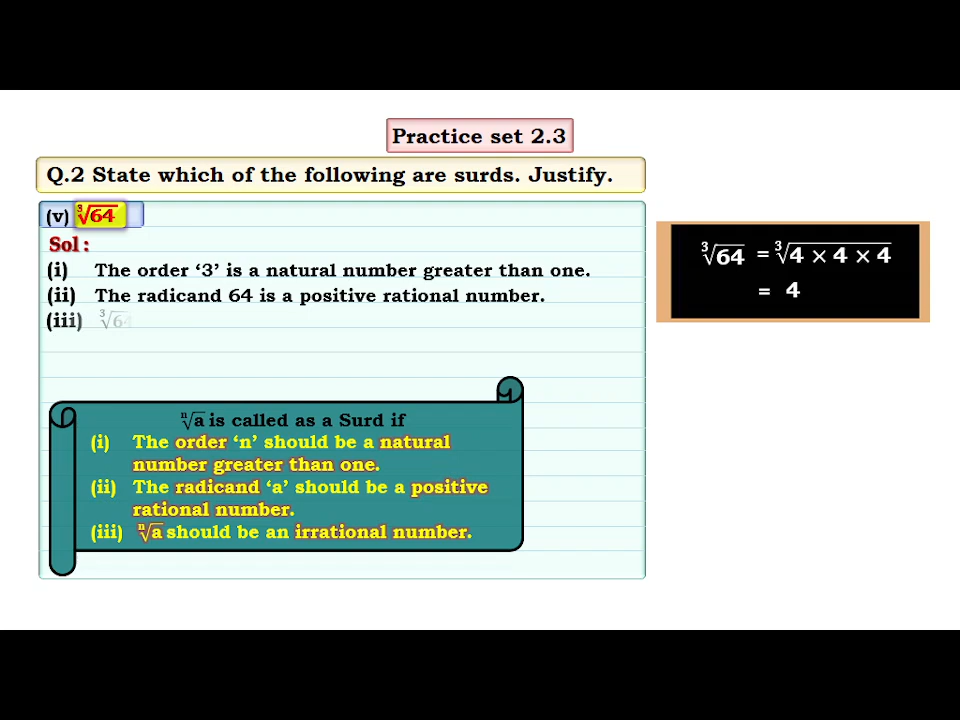 Practice set 2.3
Q.2 State which of the following are surds. Justify.
(v) ∛64
Sol :
(i) The order ‘3’ is a natural number greater than one.
(ii) The radicand 64 is a positive rational number.
(iii) ∛64
∛64 = ∛4 × 4 × 4
= 4
ⁿ√a is called as a Surd if
(i) The order ‘n’ should be a natural
number greater than one.
(ii) The radicand ‘a’ should be a positive
rational number.
(iii) ⁿ√a should be an irrational number.